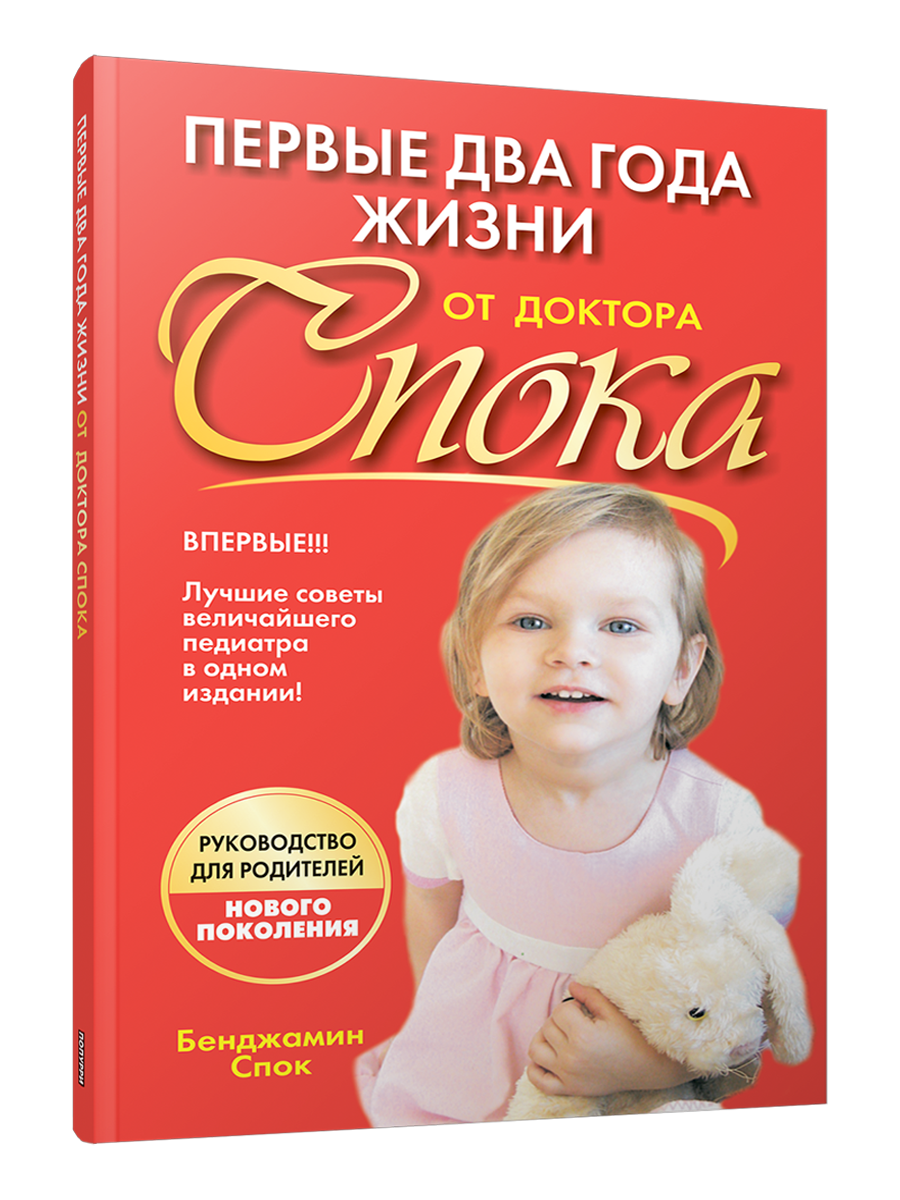 ПЕРВЫЕ ДВА ГОДА
ЖИЗНИ
ОТ ДОКТОРА
Спока
ВПЕРВЫЕ!!!
Лучшие советы
величайшего
педиатра
в одном
издании!
РУКОВОДСТВО
ДЛЯ РОДИТЕЛЕЙ
НОВОГО
ПОКОЛЕНИЯ
Бенджамин
Спок
ПЕРВЫЕ ДВА ГОДА ЖИЗНИ ОТ ДОКТОРА СПОКА
ПОПУРРИ